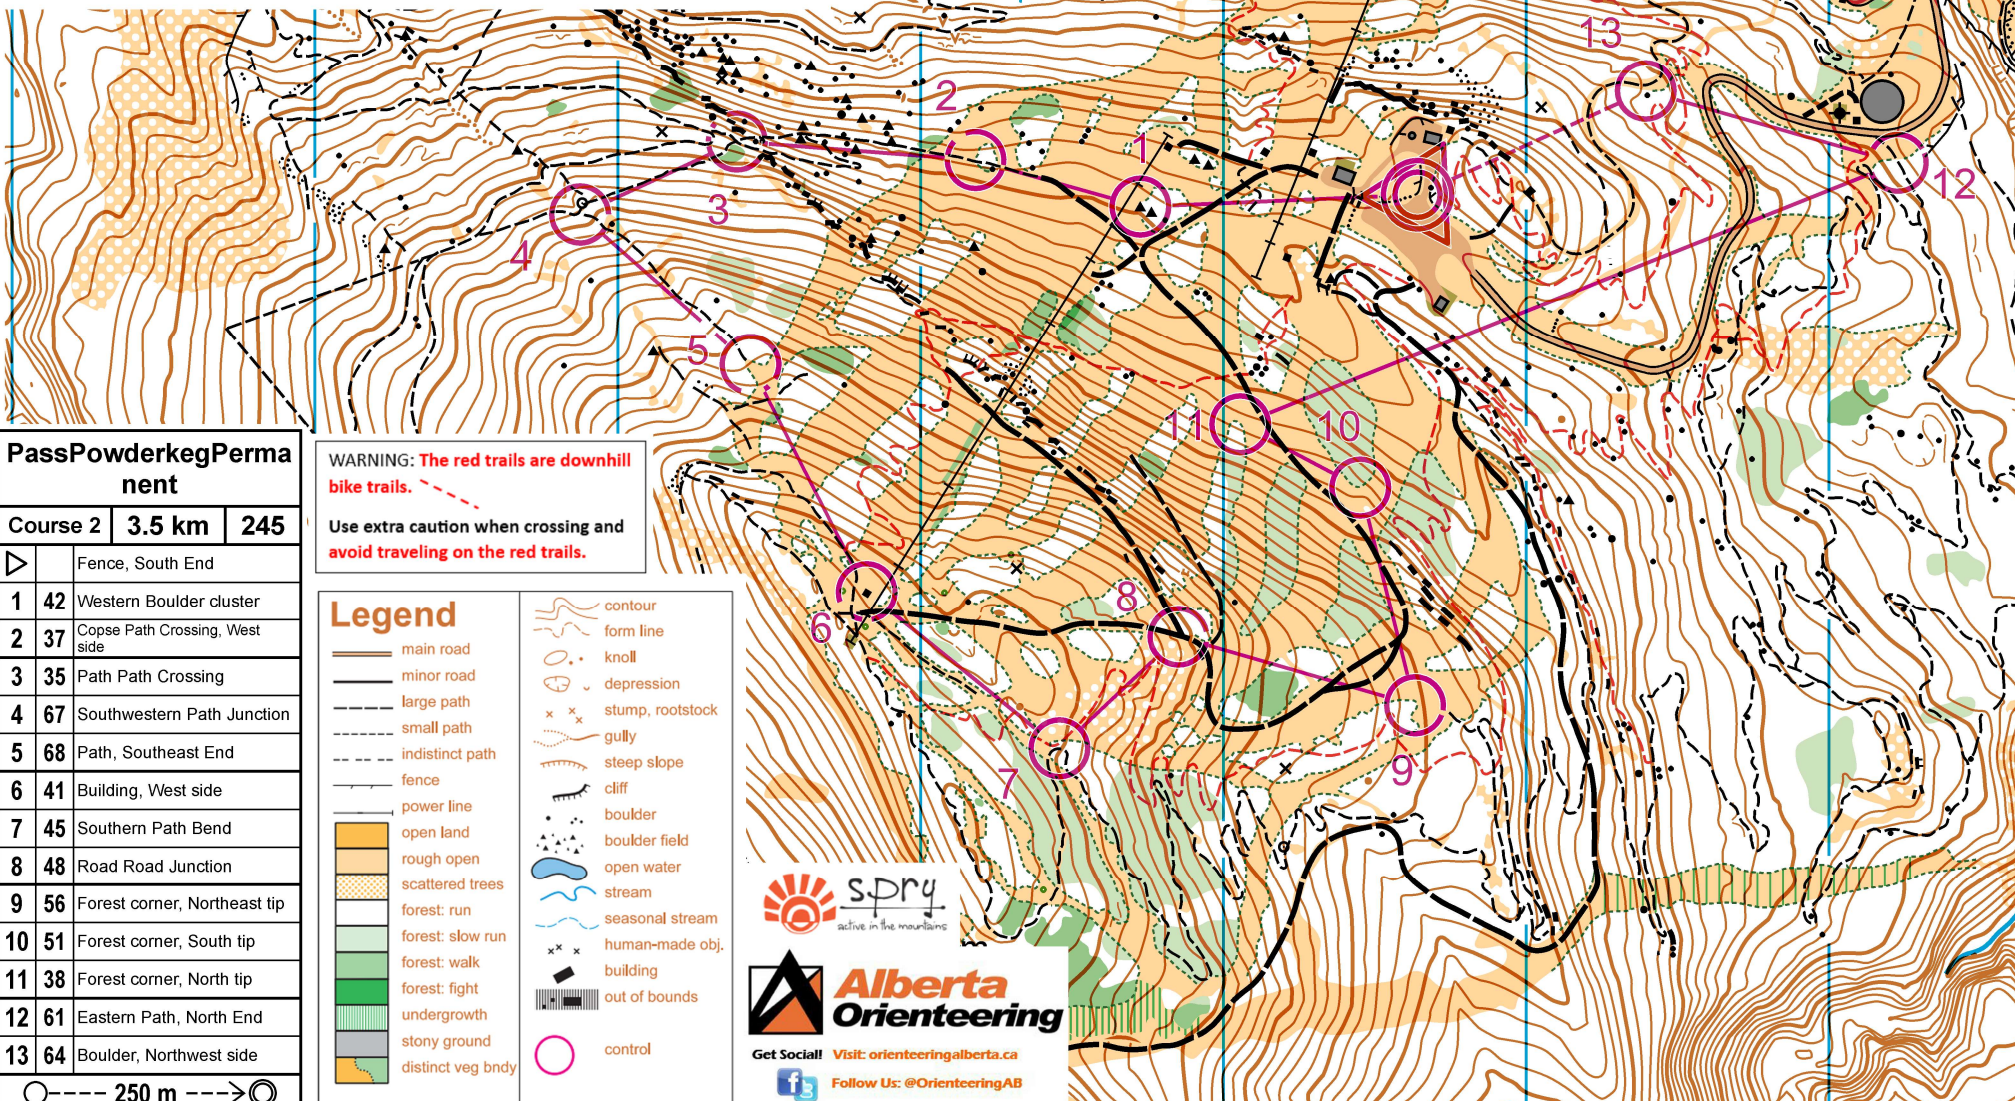 13
2
1
12
3
4
5
11
10
8
6
7
9
PassPowderkegPerma
nent
Course 2 3.5 km 245
Fence, South End
1 42 Western Boulder cluster
2 37 Copse Path Crossing, West
side
3 35 Path Path Crossing
4 67 Southwestern Path Junction
5 68 Path, Southeast End
6 41 Building, West side
7 45 Southern Path Bend
8 48 Road Road Junction
9 56 Forest corner, Northeast tip
10 51 Forest corner, South tip
11 38 Forest corner, North tip
12 61 Eastern Path, North End
13 64 Boulder, Northwest side
250 m
WARNING: The red trails are downhill
bike trails.
Use extra caution when crossing and
avoid traveling on the red trails.
Legend
main road
minor road
large path
small path
indistinct path
fence
power line
open land
rough open
scattered trees
forest: run
forest: slow run
forest: walk
forest: fight
undergrowth
stony ground
distinct veg bndy
contour
form line
knoll
depression
stump, rootstock
gully
steep slope
cliff
boulder
boulder field
open water
stream
seasonal stream
human-made obj.
building
out of bounds
control
spry
active in the mountains
Alberta
Orienteering
Get Social! Visit: orienteeringalberta.ca
Follow Us: @OrienteeringAB